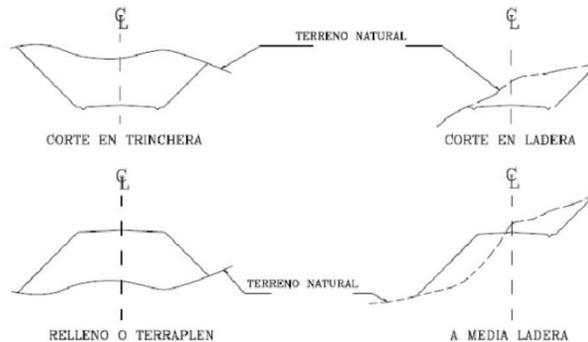 ℄ ℄
TERRENO NATURAL
CORTE EN TRINCHERA
CORTE EN LADERA
℄ ℄
TERRENO NATURAL
RELLENO O TERRAPLEN
A MEDIA LADERA